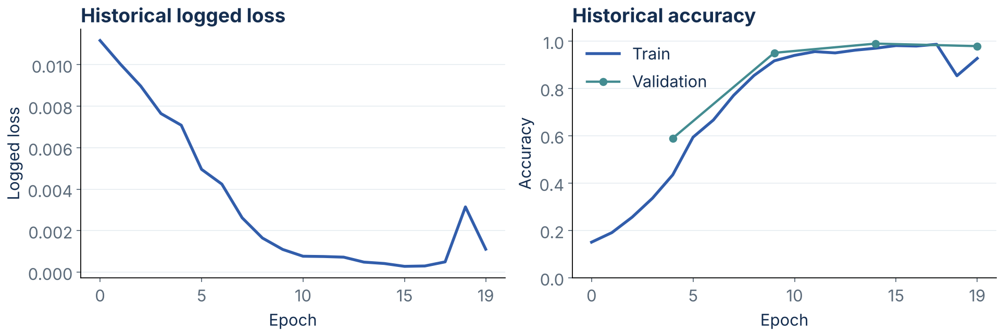 Historical logged loss
Logged loss
0.010
0.008
0.006
0.004
0.002
0.000
0 5 10 15 19
Epoch
Historical accuracy
Accuracy
1.0
0.8
0.6
0.4
0.2
0.0
Train
Validation
0 5 10 15 19
Epoch